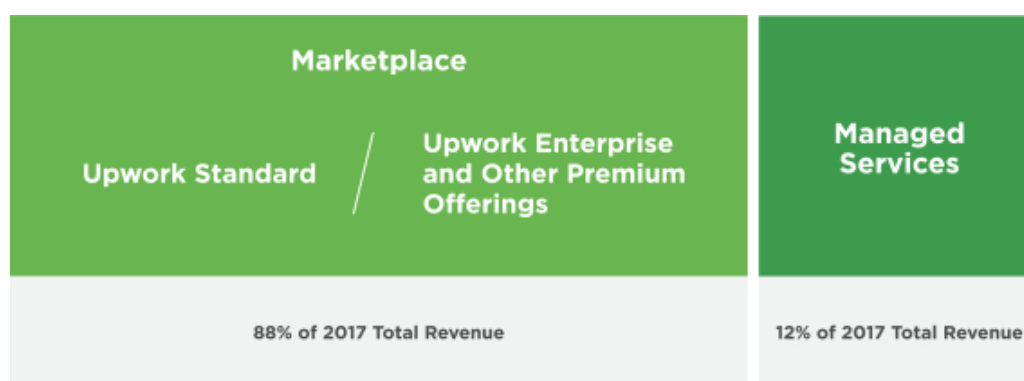 Marketplace
Upwork Standard
Upwork Enterprise
and Other Premium
Offerings
Managed
Services
88% of 2017 Total Revenue
12% of 2017 Total Revenue